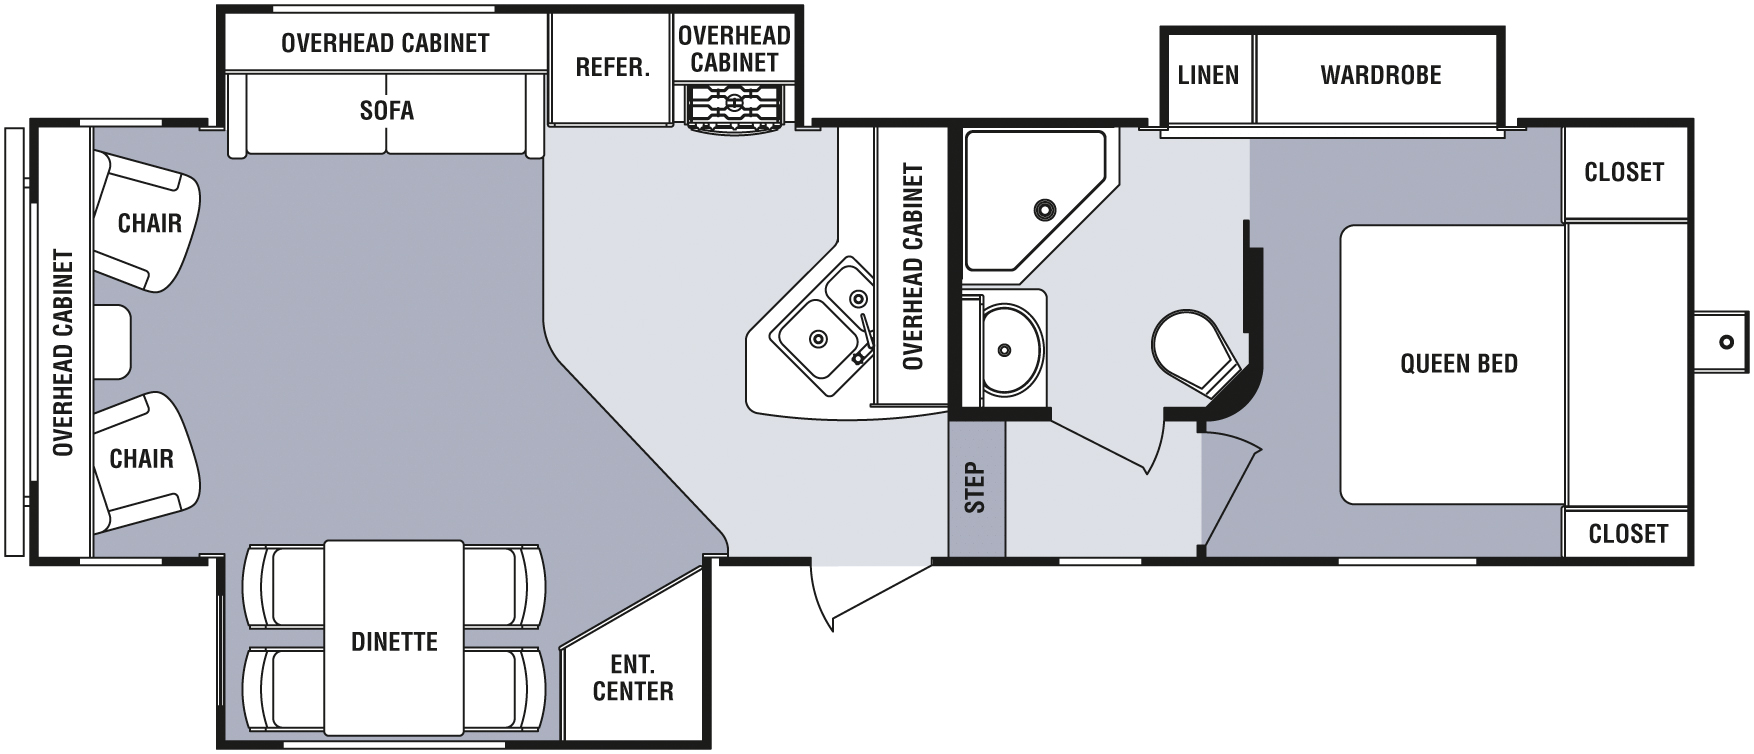 OVERHEAD CABINET
REFER.
OVERHEAD
CABINET
SOFA
LINEN
WARDROBE
CHAIR
OVERHEAD CABINET
CHAIR
OVERHEAD CABINET
CLOSET
QUEEN BED
STEP
CLOSET
DINETTE
ENT.
CENTER